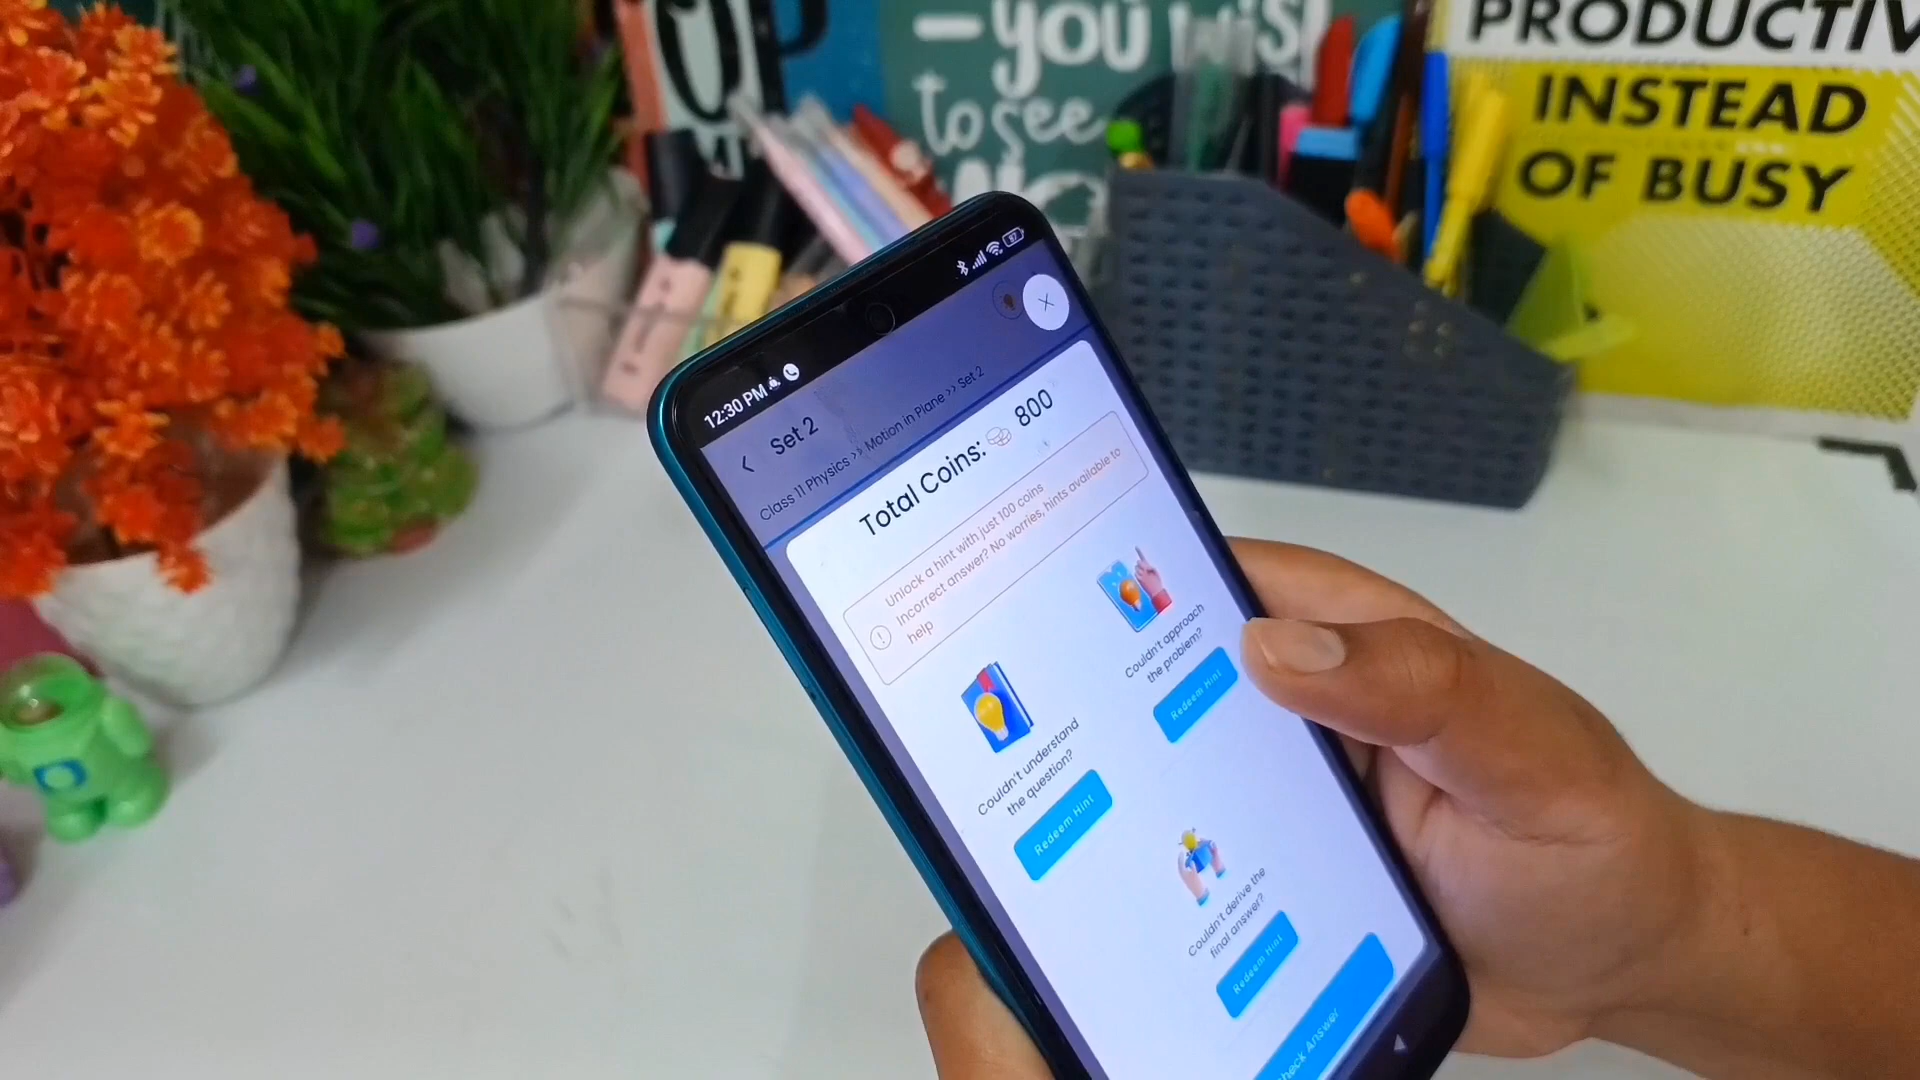 — YOU WISH
to see
PRODUCTIV
INSTEAD
OF BUSY
12:30 PM
97
Set 2
Class 11 Physics >> Motion in Plane >> Set 2
Total Coins: 800
Unlock a hint with just 100 coins
Incorrect answer? No worries, hints available to
help
Couldn't understand
the question?
Redeem Hint
Couldn't approach
the problem?
Redeem Hint
Couldn't derive the
final answer?
Redeem Hint
heck Answer